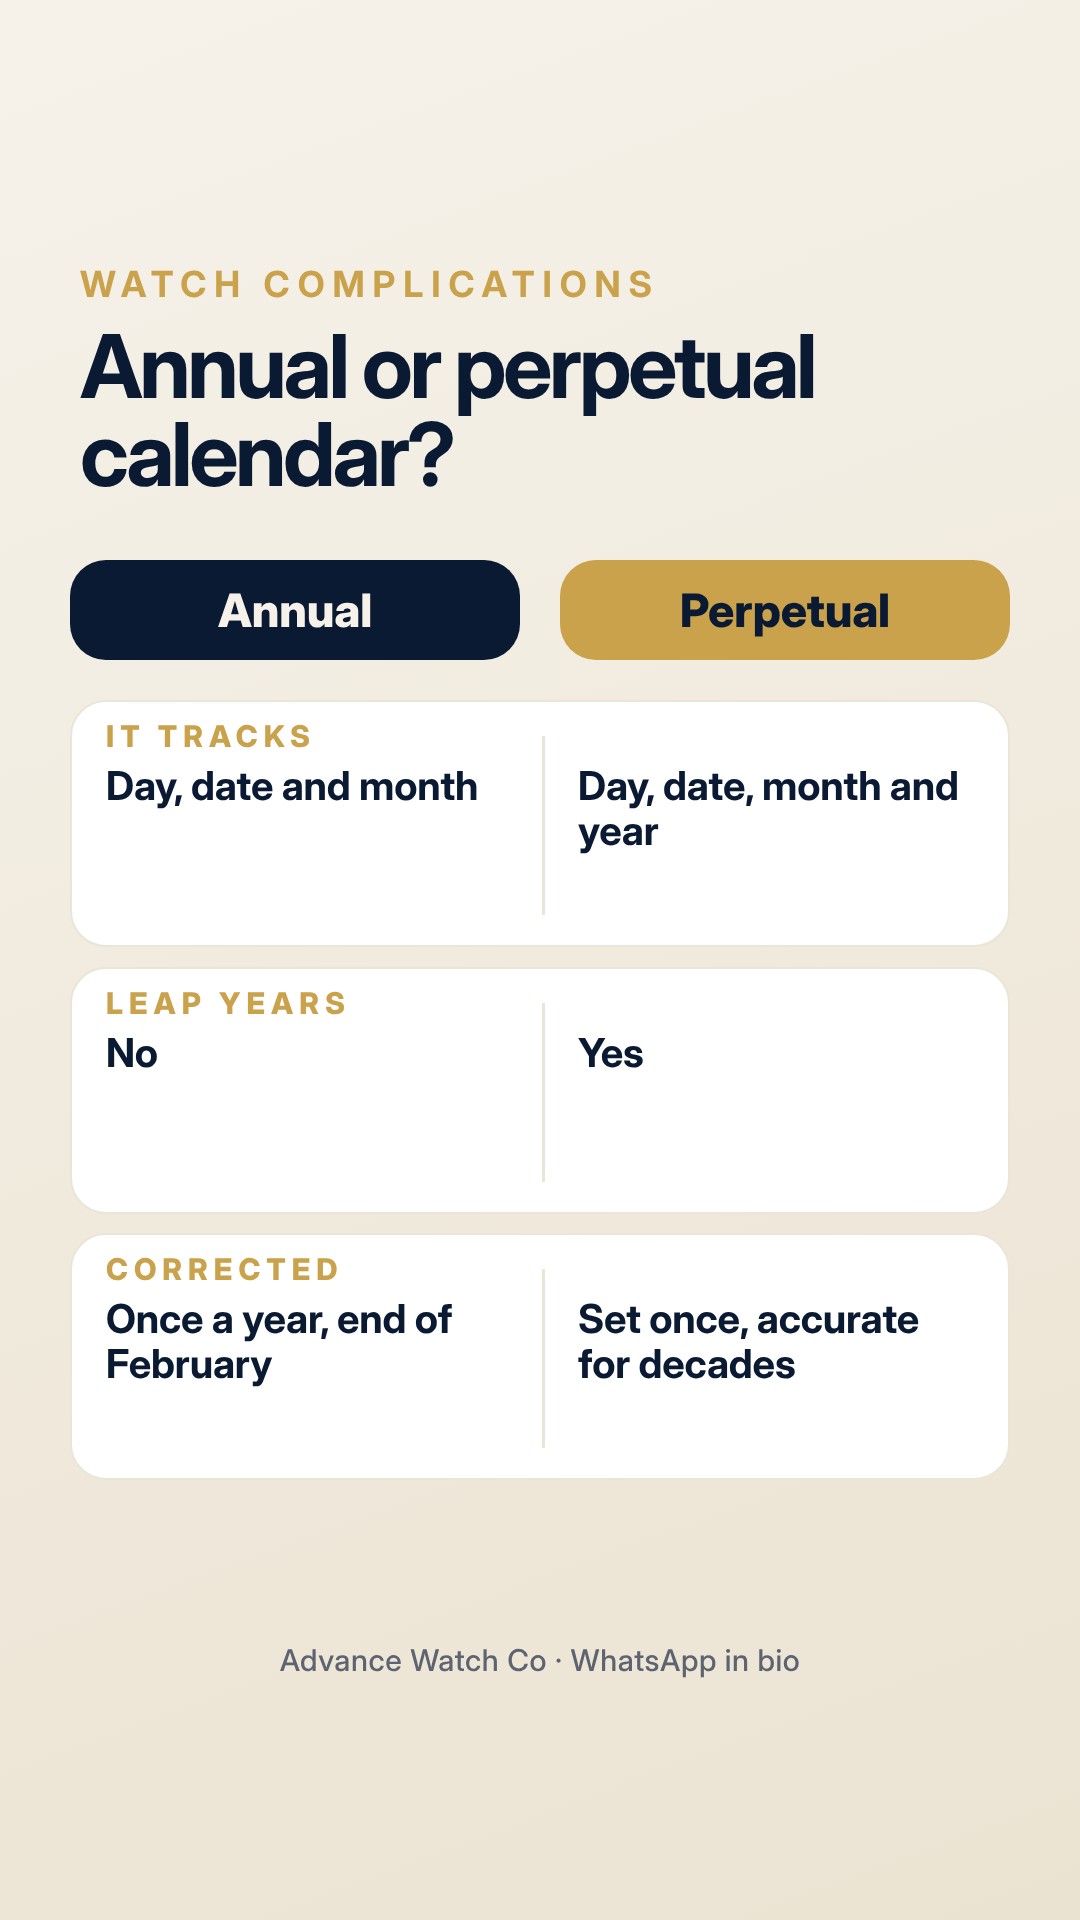 WATCH COMPLICATIONS
Annual or perpetual
calendar?
Annual
Perpetual
IT TRACKS
Day, date and month
Day, date, month and
year
LEAP YEARS
No
Yes
CORRECTED
Once a year, end of
February
Set once, accurate
for decades
Advance Watch Co · WhatsApp in bio